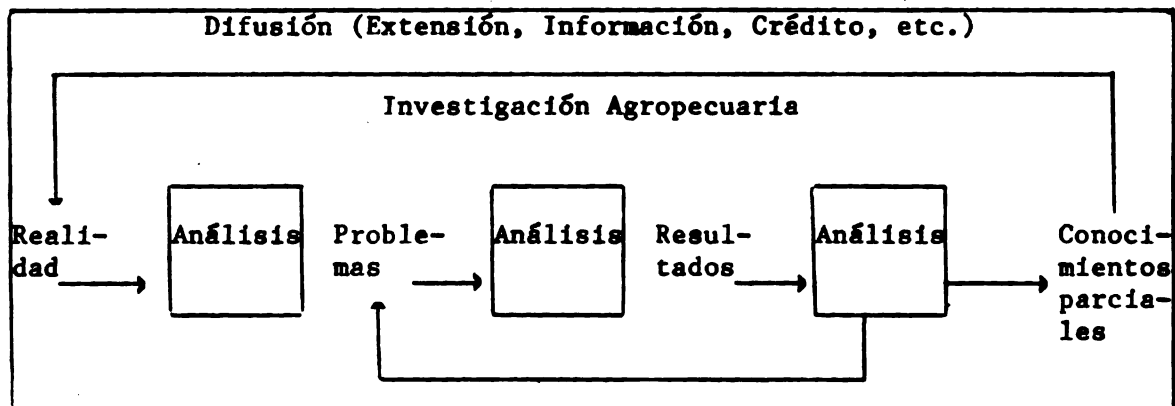 Difusión (Extensión, Información, Crédito, etc.)
Investigación Agropecuaria
Reali-
dad
Análisis
Proble-
mas
Análisis
Resul-
tados
Análisis
Conoci-
mientos
parcia-
les